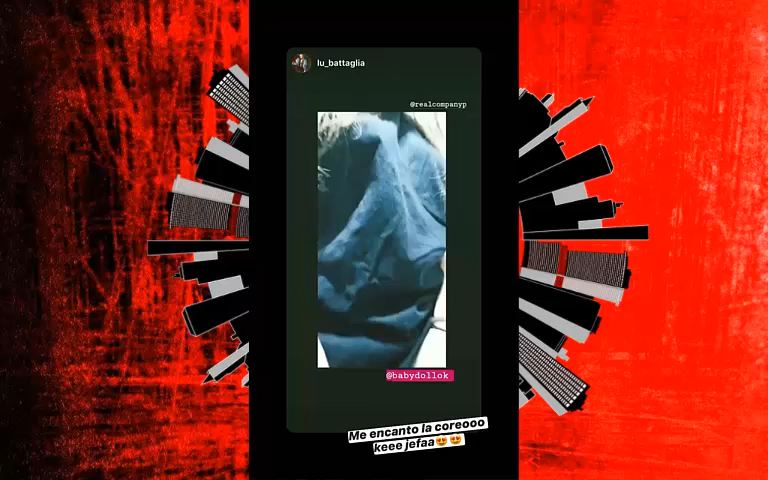 lu_battaglia
@realcompanyp
@babydollok
Me encanto la coreooo
keee jefaa😍😍